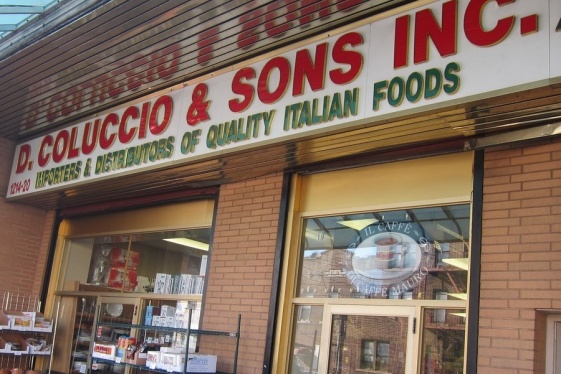 D. COLUCCIO & SONS INC.
1214-20 IMPORTERS & DISTRIBUTORS OF QUALITY ITALIAN FOODS
IL CAFFE
CAFFE MAURO